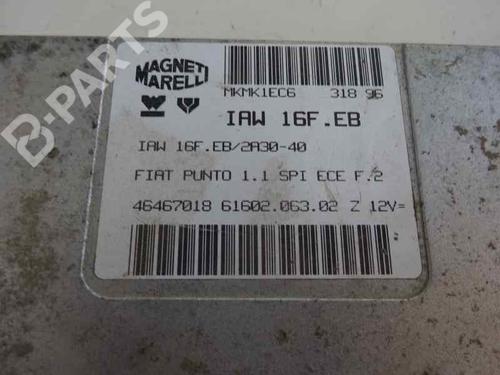 MAGNETI
MARELLI
MKMK1EC6 318 96
IAW 16F.EB
IAW 16F.EB/2A30-40
FIAT PUNTO 1.1 SPI ECE F.2
46467018 61602.063.02 Z 12V=
B-PARTS